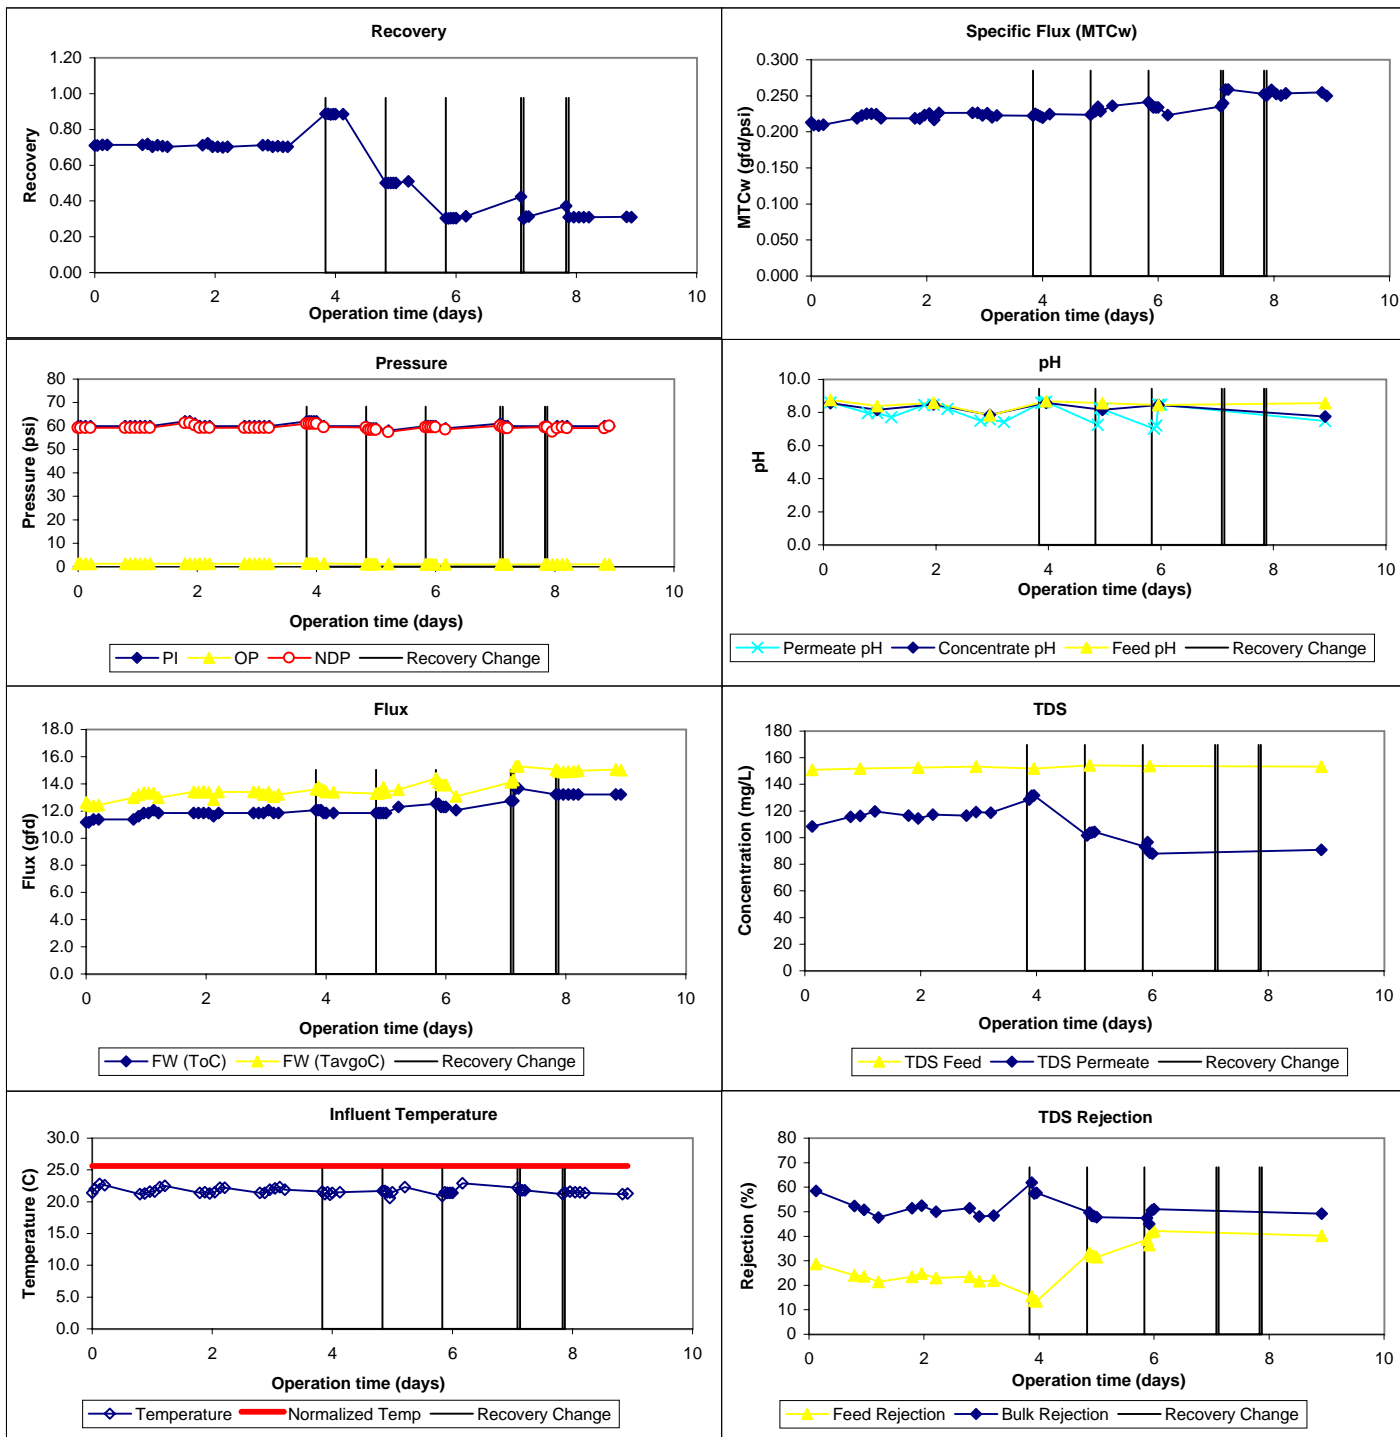 Recovery
1.20
1.00
0.80
0.60
0.40
0.20
0.00
Recovery
0 2 4 6 8 10
Operation time (days)
Specific Flux (MTCw)
0.300
0.250
0.200
0.150
0.100
0.050
0.000
MTCw (gfd/psi)
0 2 4 6 8 10
Operation time (days)
Pressure
80
70
60
50
40
30
20
10
0
Pressure (psi)
0 2 4 6 8 10
Operation time (days)
PI OP NDP Recovery Change
pH
10.0
8.0
6.0
4.0
2.0
0.0
pH
0 2 4 6 8 10
Operation time (days)
Permeate pH Concentrate pH Feed pH Recovery Change
Flux
18.0
16.0
14.0
12.0
10.0
8.0
6.0
4.0
2.0
0.0
Flux (gfd)
0 2 4 6 8 10
Operation time (days)
FW (ToC) FW (TavgoC) Recovery Change
TDS
180
160
140
120
100
80
60
40
20
0
Concentration (mg/L)
0 2 4 6 8 10
Operation time (days)
TDS Feed TDS Permeate Recovery Change
Influent Temperature
30.0
25.0
20.0
15.0
10.0
5.0
0.0
Temperature (C)
0 2 4 6 8 10
Operation time (days)
Temperature Normalized Temp Recovery Change
TDS Rejection
80
70
60
50
40
30
20
10
0
Rejection (%)
0 2 4 6 8 10
Operation time (days)
Feed Rejection Bulk Rejection Recovery Change